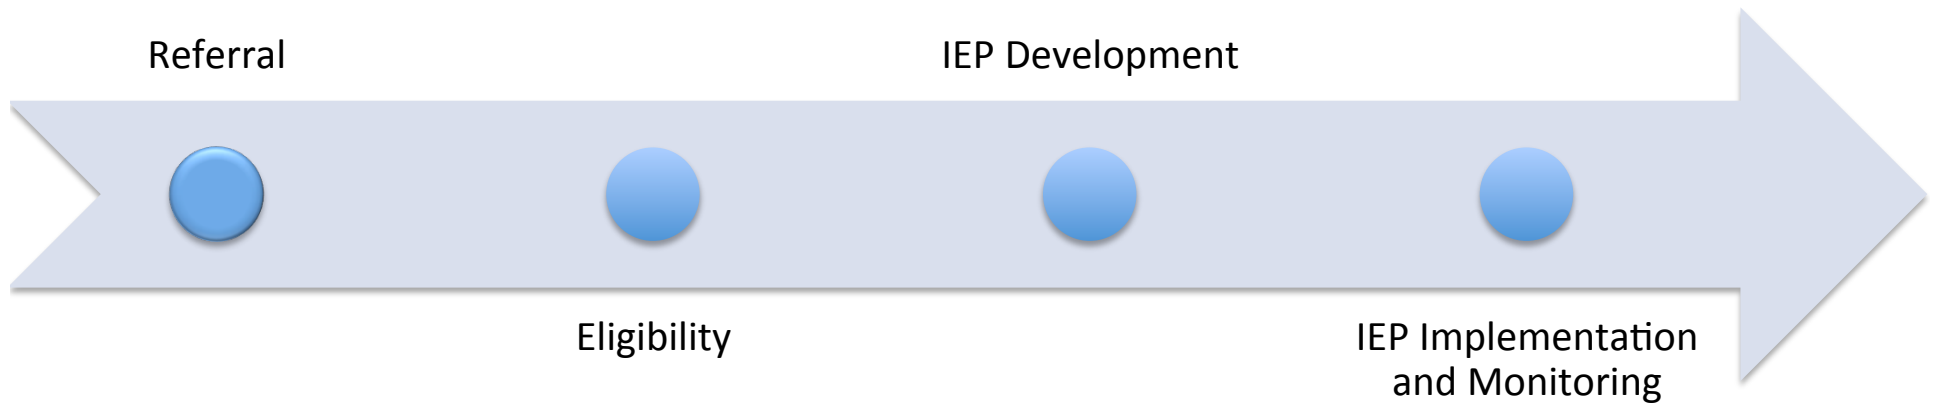 Referral
IEP Development
Eligibility
IEP Implementation
and Monitoring